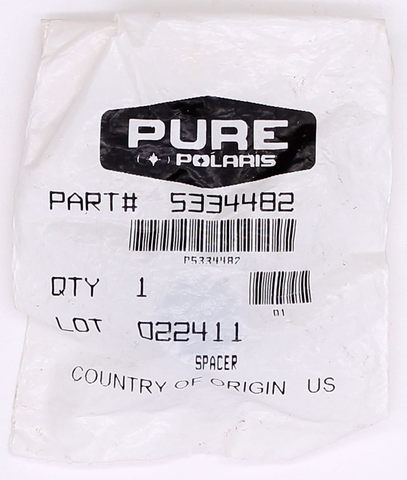 PURE
POLARIS
PART# 5334482
P5334482
QTY 1
01
LOT 022411
SPACER
COUNTRY OF ORIGIN US